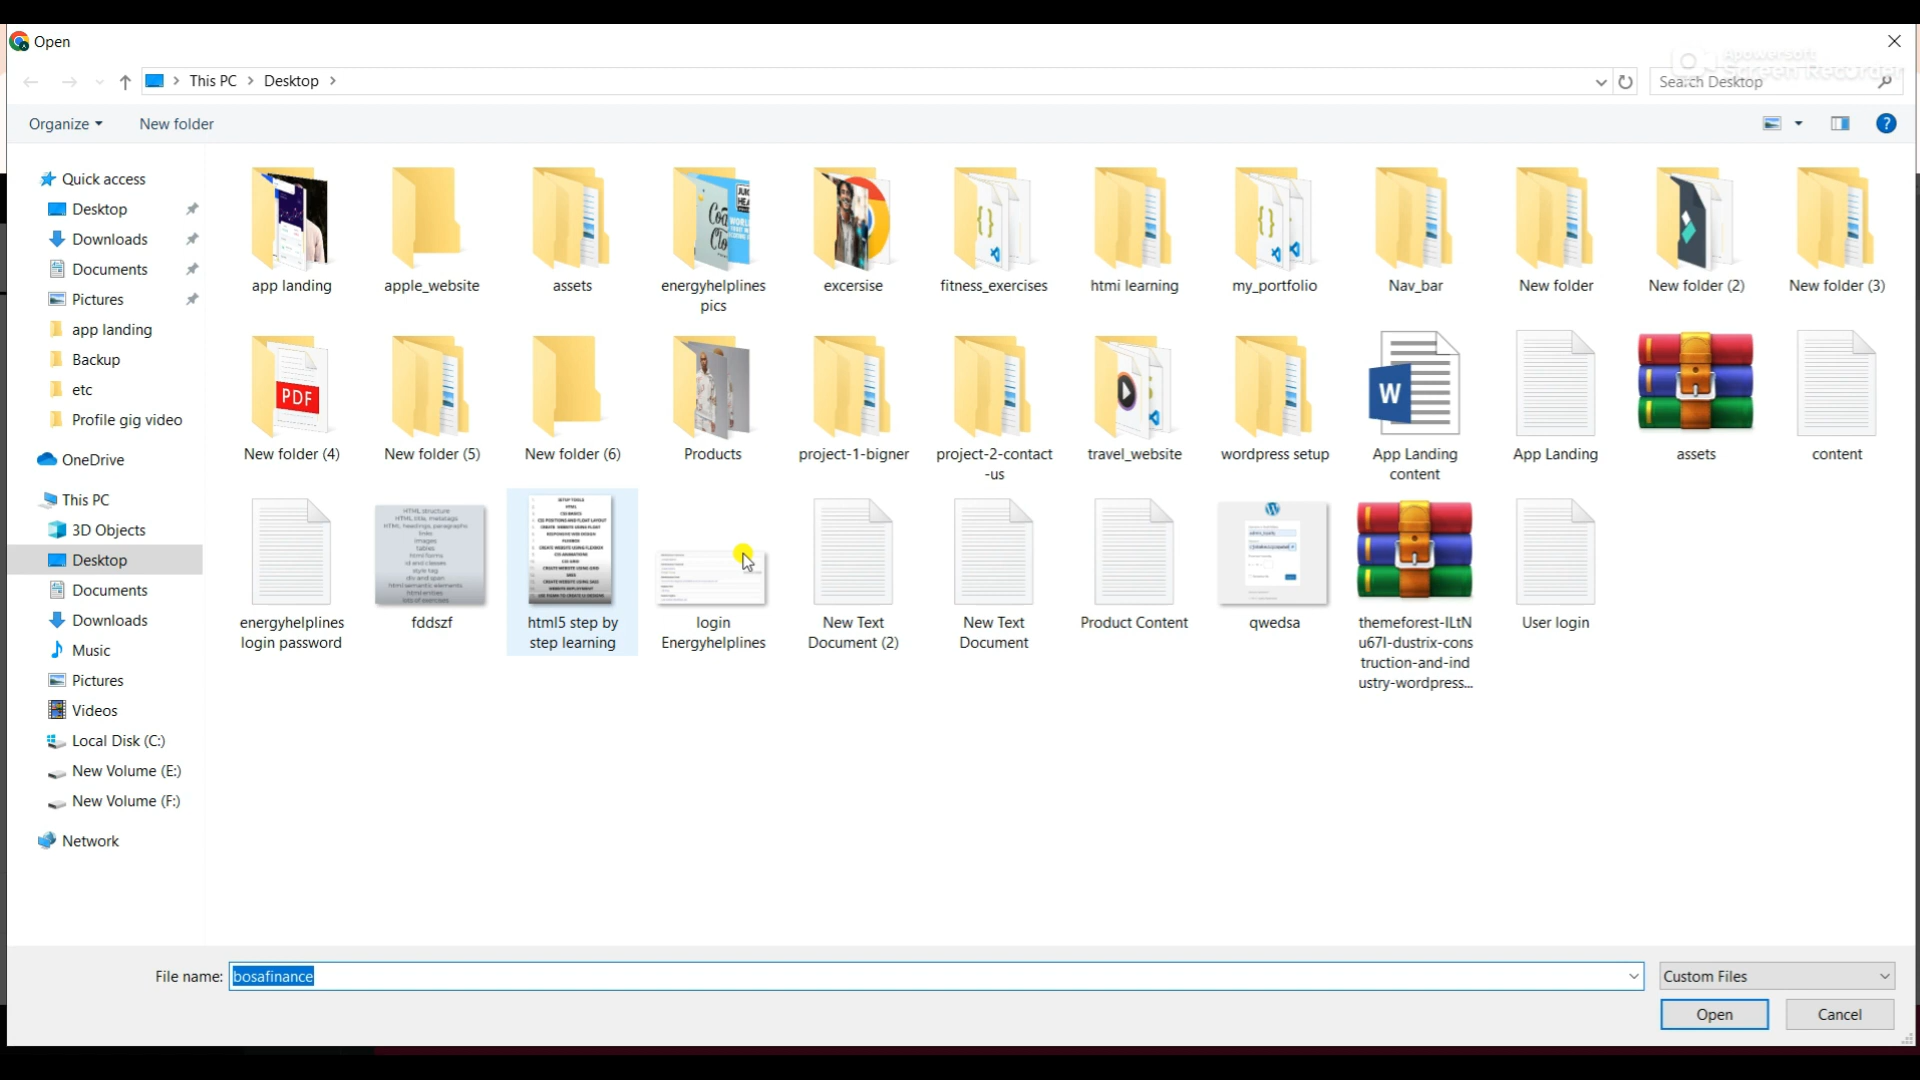 Open
Apowersoft
Screen Recorder
This PC
Desktop
Search Desktop
Organize
New folder
Quick access
Desktop
Downloads
Documents
Pictures
app landing
Backup
etc
Profile gig video
OneDrive
This PC
3D Objects
Desktop
Documents
Downloads
Music
Pictures
Videos
Local Disk (C:)
New Volume (E:)
New Volume (F:)
Network
app landing
apple_website
assets
energyhelplines
pics
excersise
fitness_exercises
htmi learning
my_portfolio
Nav_bar
New folder
New folder (2)
New folder (3)
PDF
New folder (4)
New folder (5)
New folder (6)
Products
project-1-bigner
project-2-contact
-us
travel_website
wordpress setup
W
App Landing
content
App Landing
assets
content
energyhelplines
login password
fddszf
html5 step by
step learning
login
Energyhelplines
New Text
Document (2)
New Text
Document
Product Content
qwedsa
themeforest-ILtN
u67I-dustrix-cons
truction-and-ind
ustry-wordpress...
User login
File name:
bosafinance
Custom Files
Open
Cancel